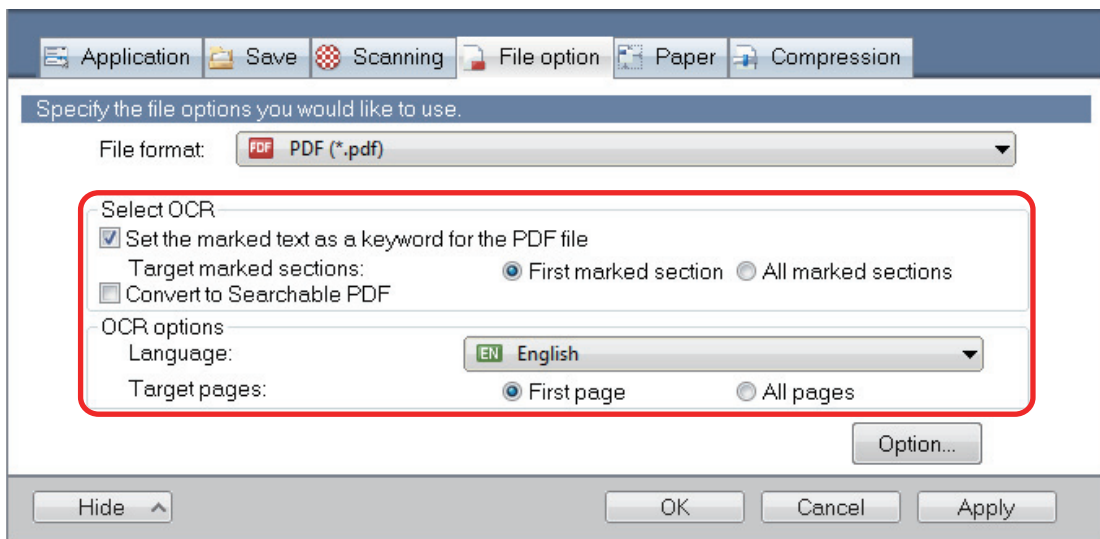 Application Save Scanning File option Paper Compression
Specify the file options you would like to use.
File format: PDF PDF (*.pdf)
Select OCR
Set the marked text as a keyword for the PDF file
Target marked sections: First marked section All marked sections
Convert to Searchable PDF
OCR options
Language: EN English
Target pages: First page All pages
Option...
Hide OK Cancel Apply